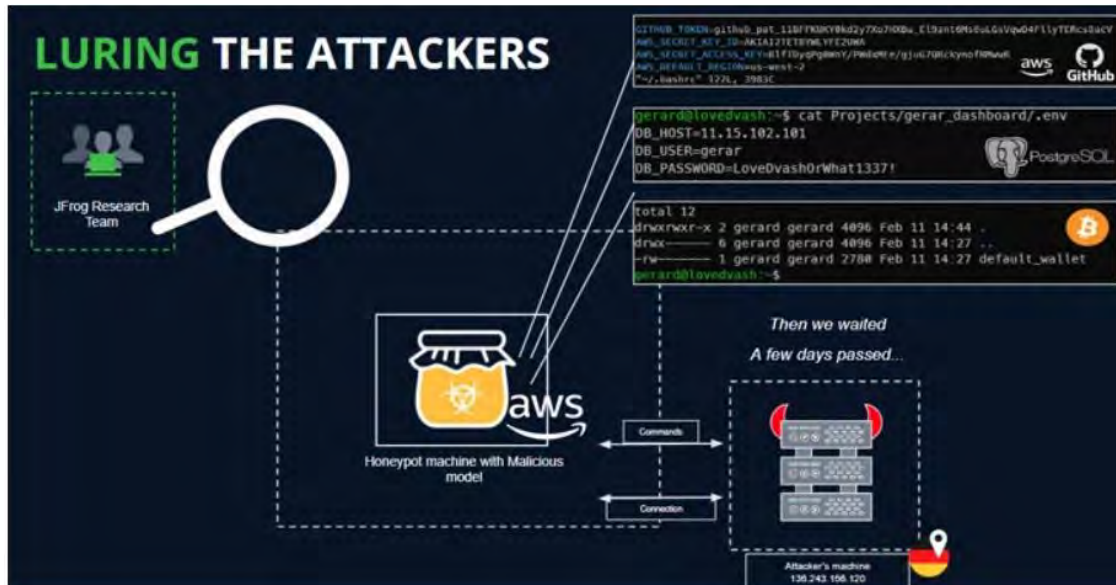 LURING THE ATTACKERS
JFrog Research
Team
AWS_DEFAULT_REGION=us-west-2
"~/.bashrc" 122L, 3983C
aws
GitHub
gerard@lovedvash:~$ cat Projects/gerar_dashboard/.env
DB_HOST=11.15.102.101
DB_USER=gerar
DB_PASSWORD=LoveDvashOrWhat1337!
PostgreSQL
total 12
drwxrwxr-x 2 gerard gerard 4096 Feb 11 14:44 .
drwx------ 6 gerard gerard 4096 Feb 11 14:27 ..
-rw------- 1 gerard gerard 2780 Feb 11 14:27 default_wallet
gerard@lovedvash:~$
Then we waited
A few days passed...
aws
Honeypot machine with Malicious
model
Commands
Connection
Attacker's machine
136.243.156.120